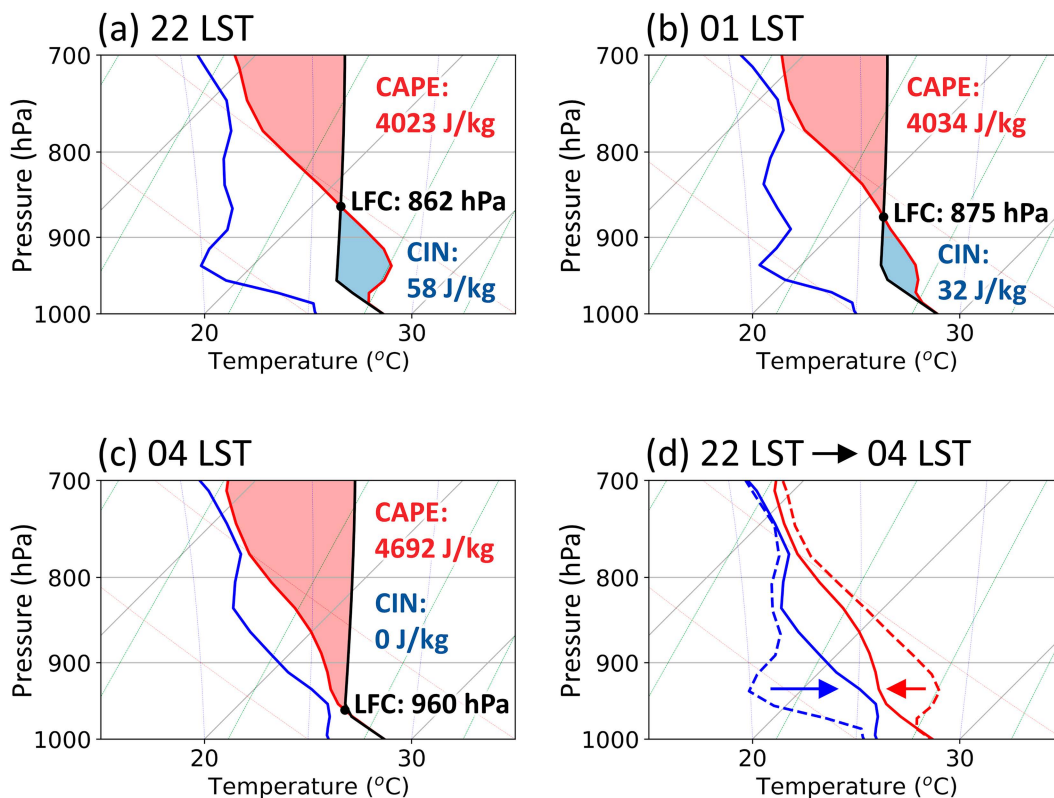 (a) 22 LST
700
800
900
1000
Pressure (hPa)
CAPE:
4023 J/kg
LFC: 862 hPa
CIN:
58 J/kg
20
30
Temperature (°C)
(b) 01 LST
700
800
900
1000
Pressure (hPa)
CAPE:
4034 J/kg
LFC: 875 hPa
CIN:
32 J/kg
20
30
Temperature (°C)
(c) 04 LST
700
800
900
1000
Pressure (hPa)
CAPE:
4692 J/kg
CIN:
0 J/kg
LFC: 960 hPa
20
30
Temperature (°C)
(d) 22 LST → 04 LST
700
800
900
1000
Pressure (hPa)
20
30
Temperature (°C)